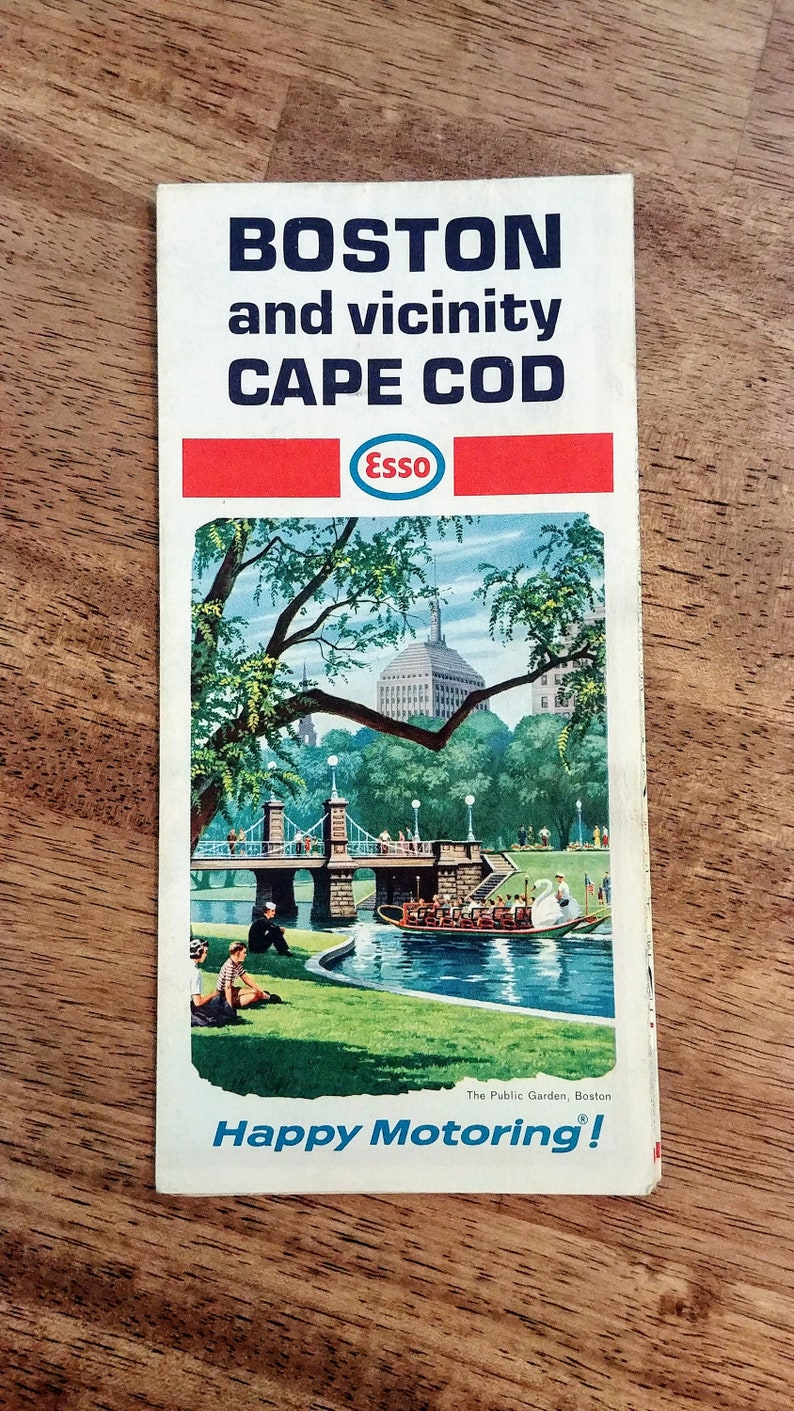 BOSTON
and vicinity
CAPE COD
Esso
The Public Garden, Boston
Happy Motoring®!